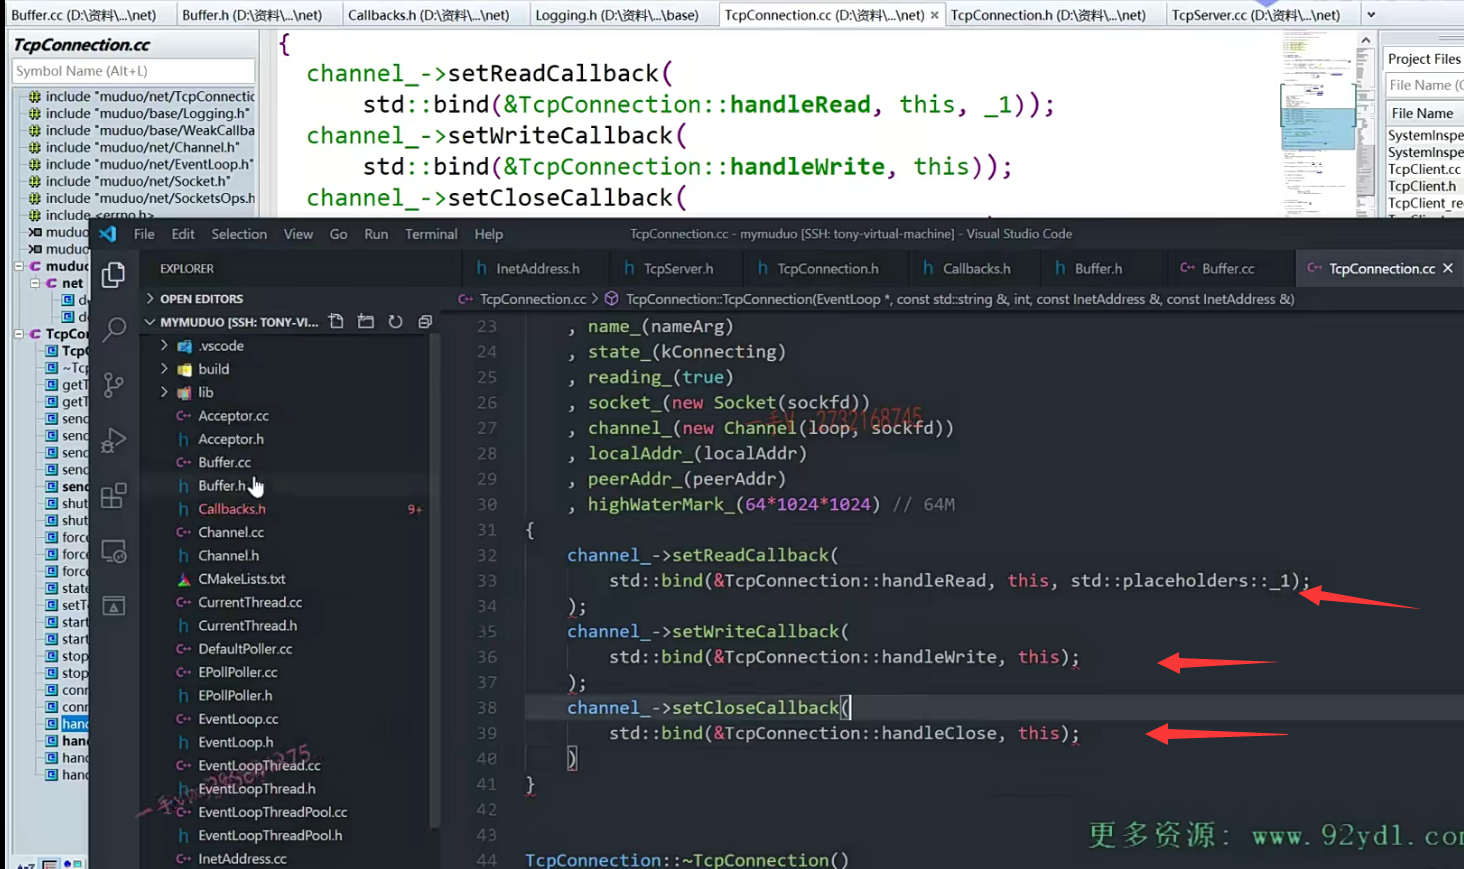 Buffer.cc (D:\资料\...\net)
Buffer.h (D:\资料\...\net)
Callbacks.h (D:\资料\...\net)
Logging.h (D:\资料\...\base)
TcpConnection.cc (D:\资料\...\net) ×
TcpConnection.h (D:\资料\...\net)
TcpServer.cc (D:\资料\...\net)
TcpConnection.cc
Symbol Name (Alt+L)
include "muduo/net/TcpConnectic
include "muduo/base/Logging.h"
include "muduo/base/WeakCallba
include "muduo/net/Channel.h"
include "muduo/net/EventLoop.h"
include "muduo/net/Socket.h"
include "muduo/net/SocketsOps.h
include <errno.h>
muduo
muduo
muduo
net
d
d
TcpCo
Tcp
~Tcp
getT
getT
send
send
send
send
shut
shut
force
force
force
state
setT
start
start
stop
stop
conn
conn
hand
hand
hand
hand
{
channel_->setReadCallback(
std::bind(&TcpConnection::handleRead, this, _1));
channel_->setWriteCallback(
std::bind(&TcpConnection::handleWrite, this));
channel_->setCloseCallback(
Project Files
File Name (C
File Name
SystemInspe
SystemInspe
TcpClient.cc
TcpClient.h
TcpClient_re
File Edit Selection View Go Run Terminal Help
TcpConnection.cc - mymuduo [SSH: tony-virtual-machine] - Visual Studio Code
EXPLORER
InetAddress.h
TcpServer.h
TcpConnection.h
Callbacks.h
Buffer.h
Buffer.cc
TcpConnection.cc ×
OPEN EDITORS
TcpConnection.cc > TcpConnection::TcpConnection(EventLoop *, const std::string &, int, const InetAddress &, const InetAddress &)
MYMUDUO [SSH: TONY-VI...
.vscode
build
lib
Acceptor.cc
Acceptor.h
Buffer.cc
Buffer.h
Callbacks.h 9+
Channel.cc
Channel.h
CMakeLists.txt
CurrentThread.cc
CurrentThread.h
DefaultPoller.cc
EPollPoller.cc
EPollPoller.h
EventLoop.cc
EventLoop.h
EventLoopThread.cc
EventLoopThread.h
EventLoopThreadPool.cc
EventLoopThreadPool.h
InetAddress.cc
23 , name_(nameArg)
24 , state_(kConnecting)
25 , reading_(true)
26 , socket_(new Socket(sockfd))
27 , channel_(new Channel(loop, sockfd))
28 , localAddr_(localAddr)
29 , peerAddr_(peerAddr)
30 , highWaterMark_(64*1024*1024) // 64M
31 {
32 channel_->setReadCallback(
33 std::bind(&TcpConnection::handleRead, this, std::placeholders::_1);
34 );
35 channel_->setWriteCallback(
36 std::bind(&TcpConnection::handleWrite, this);
37 );
38 channel_->setCloseCallback(
39 std::bind(&TcpConnection::handleClose, this);
40 )
41 }
42
43
44 TcpConnection::~TcpConnection()
2732168745
更多资源: www.92ydl.co